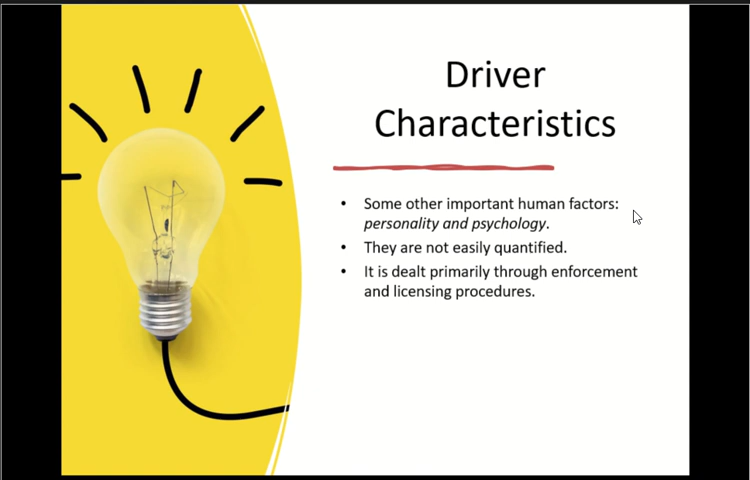 Driver
Characteristics
• Some other important human factors:
personality and psychology.
• They are not easily quantified.
• It is dealt primarily through enforcement
and licensing procedures.